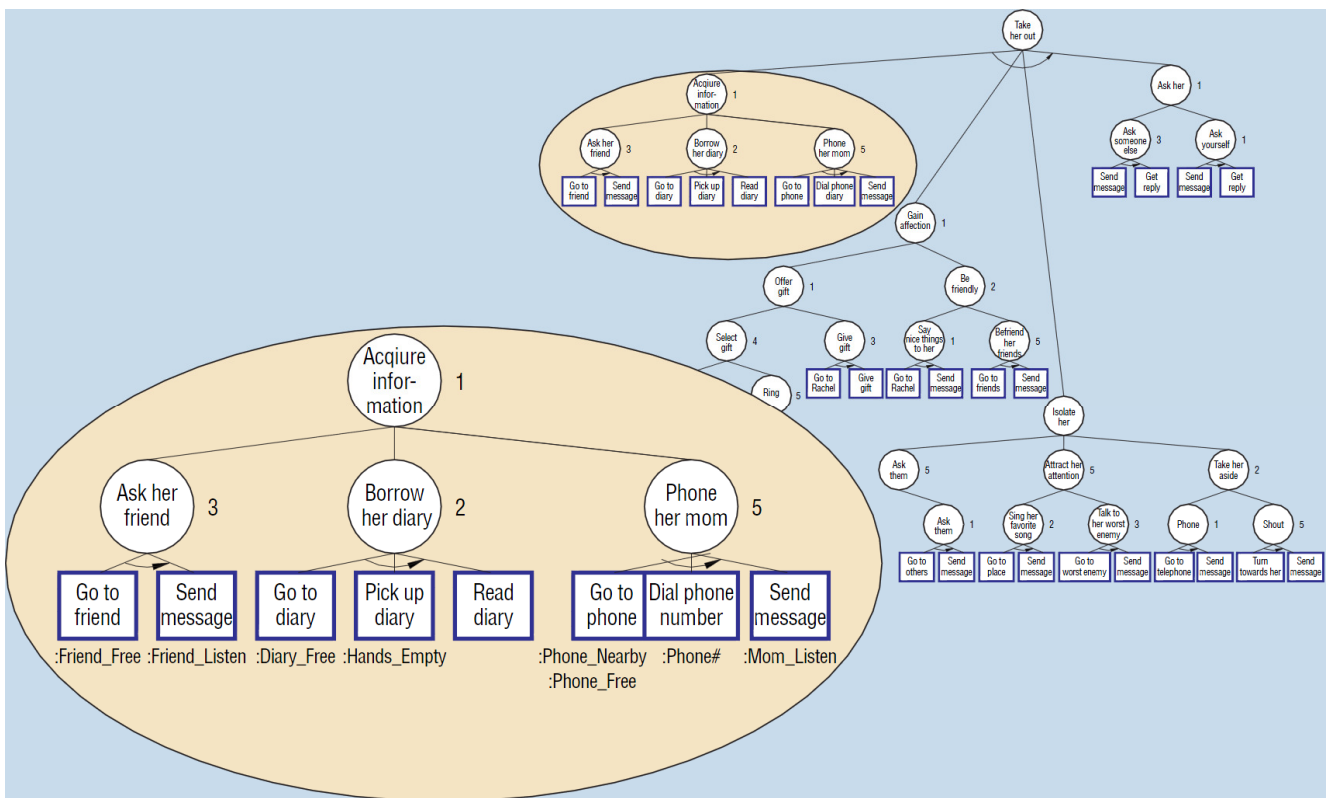 Take
her out
Acqiure
infor-
mation
1
Ask her
friend
3
Borrow
her diary
2
Phone
her mom
5
Go to
friend
Send
message
Go to
diary
Pick up
diary
Read
diary
Go to
phone
Dial phone
diary
Send
message
Ask her
1
Ask
someone
else
3
Ask
yourself
1
Send
message
Get
reply
Send
message
Get
reply
Gain
affection
1
Offer
gift
1
Be
friendly
2
Select
gift
4
Give
gift
3
Say
nice things
to her
1
Befriend
her
friends
5
Ring
5
Go to
Rachel
Give
gift
Go to
Rachel
Send
message
Go to
friends
Send
message
Isolate
her
Ask
them
5
Attract her
attention
5
Take her
aside
2
Ask
them
1
Sing her
favorite
song
2
Talk to
her worst
enemy
3
Phone
1
Shout
5
Go to
others
Send
message
Go to
place
Send
message
Go to
worst enemy
Send
message
Go to
telephone
Send
message
Turn
towards her
Send
message
Acqiure
infor-
mation
1
Ask her
friend
3
Borrow
her diary
2
Phone
her mom
5
Go to
friend
Send
message
Go to
diary
Pick up
diary
Read
diary
Go to
phone
Dial phone
number
Send
message
:Friend_Free
:Friend_Listen
:Diary_Free
:Hands_Empty
:Phone_Nearby
:Phone_Free
:Phone#
:Mom_Listen